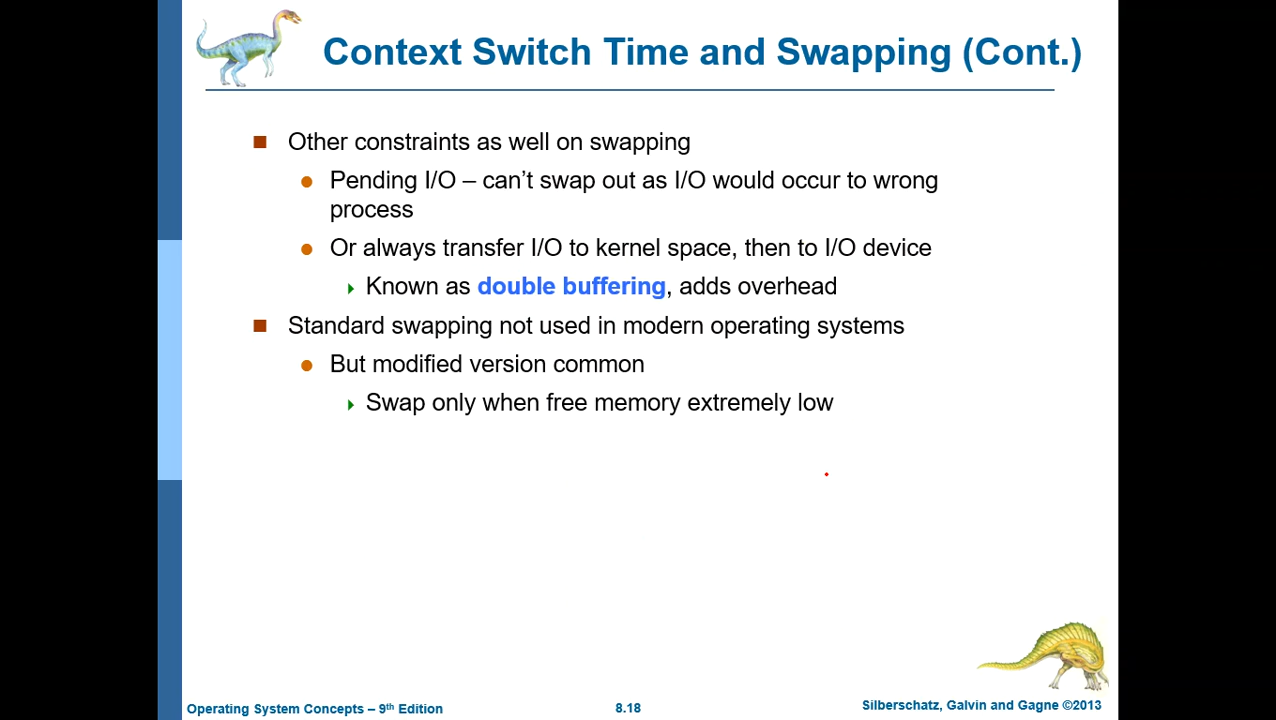 Context Switch Time and Swapping (Cont.)
Other constraints as well on swapping
Pending I/O – can’t swap out as I/O would occur to wrong
process
Or always transfer I/O to kernel space, then to I/O device
Known as double buffering, adds overhead
Standard swapping not used in modern operating systems
But modified version common
Swap only when free memory extremely low
Operating System Concepts – 9th Edition
8.18
Silberschatz, Galvin and Gagne ©2013